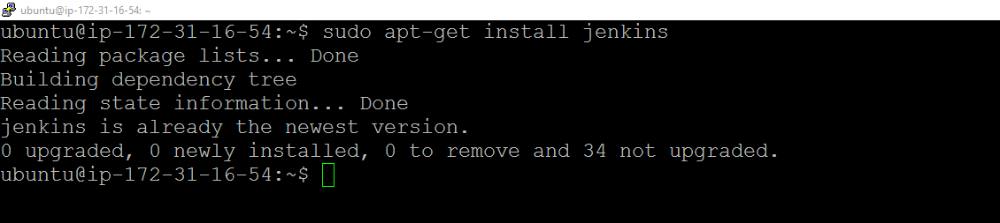 ubuntu@ip-172-31-16-54: ~
ubuntu@ip-172-31-16-54:~$ sudo apt-get install jenkins
Reading package lists... Done
Building dependency tree
Reading state information... Done
jenkins is already the newest version.
0 upgraded, 0 newly installed, 0 to remove and 34 not upgraded.
ubuntu@ip-172-31-16-54:~$